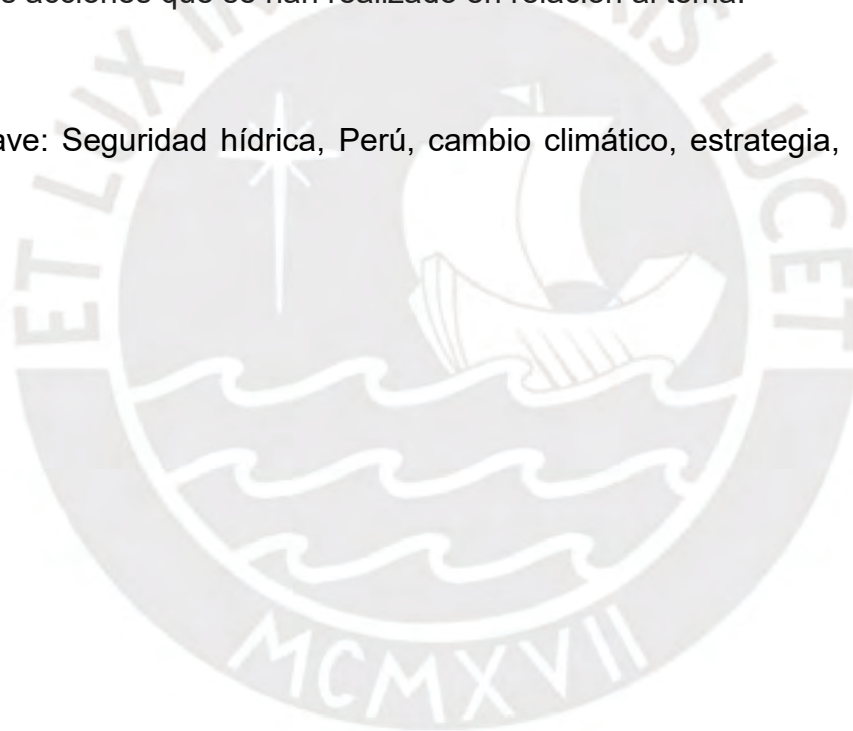 acciones que se han realizado en relación al tema.
ave: Seguridad hídrica, Perú, cambio climático, estrategia,
ET LUX IN LUCET
MCMXVII